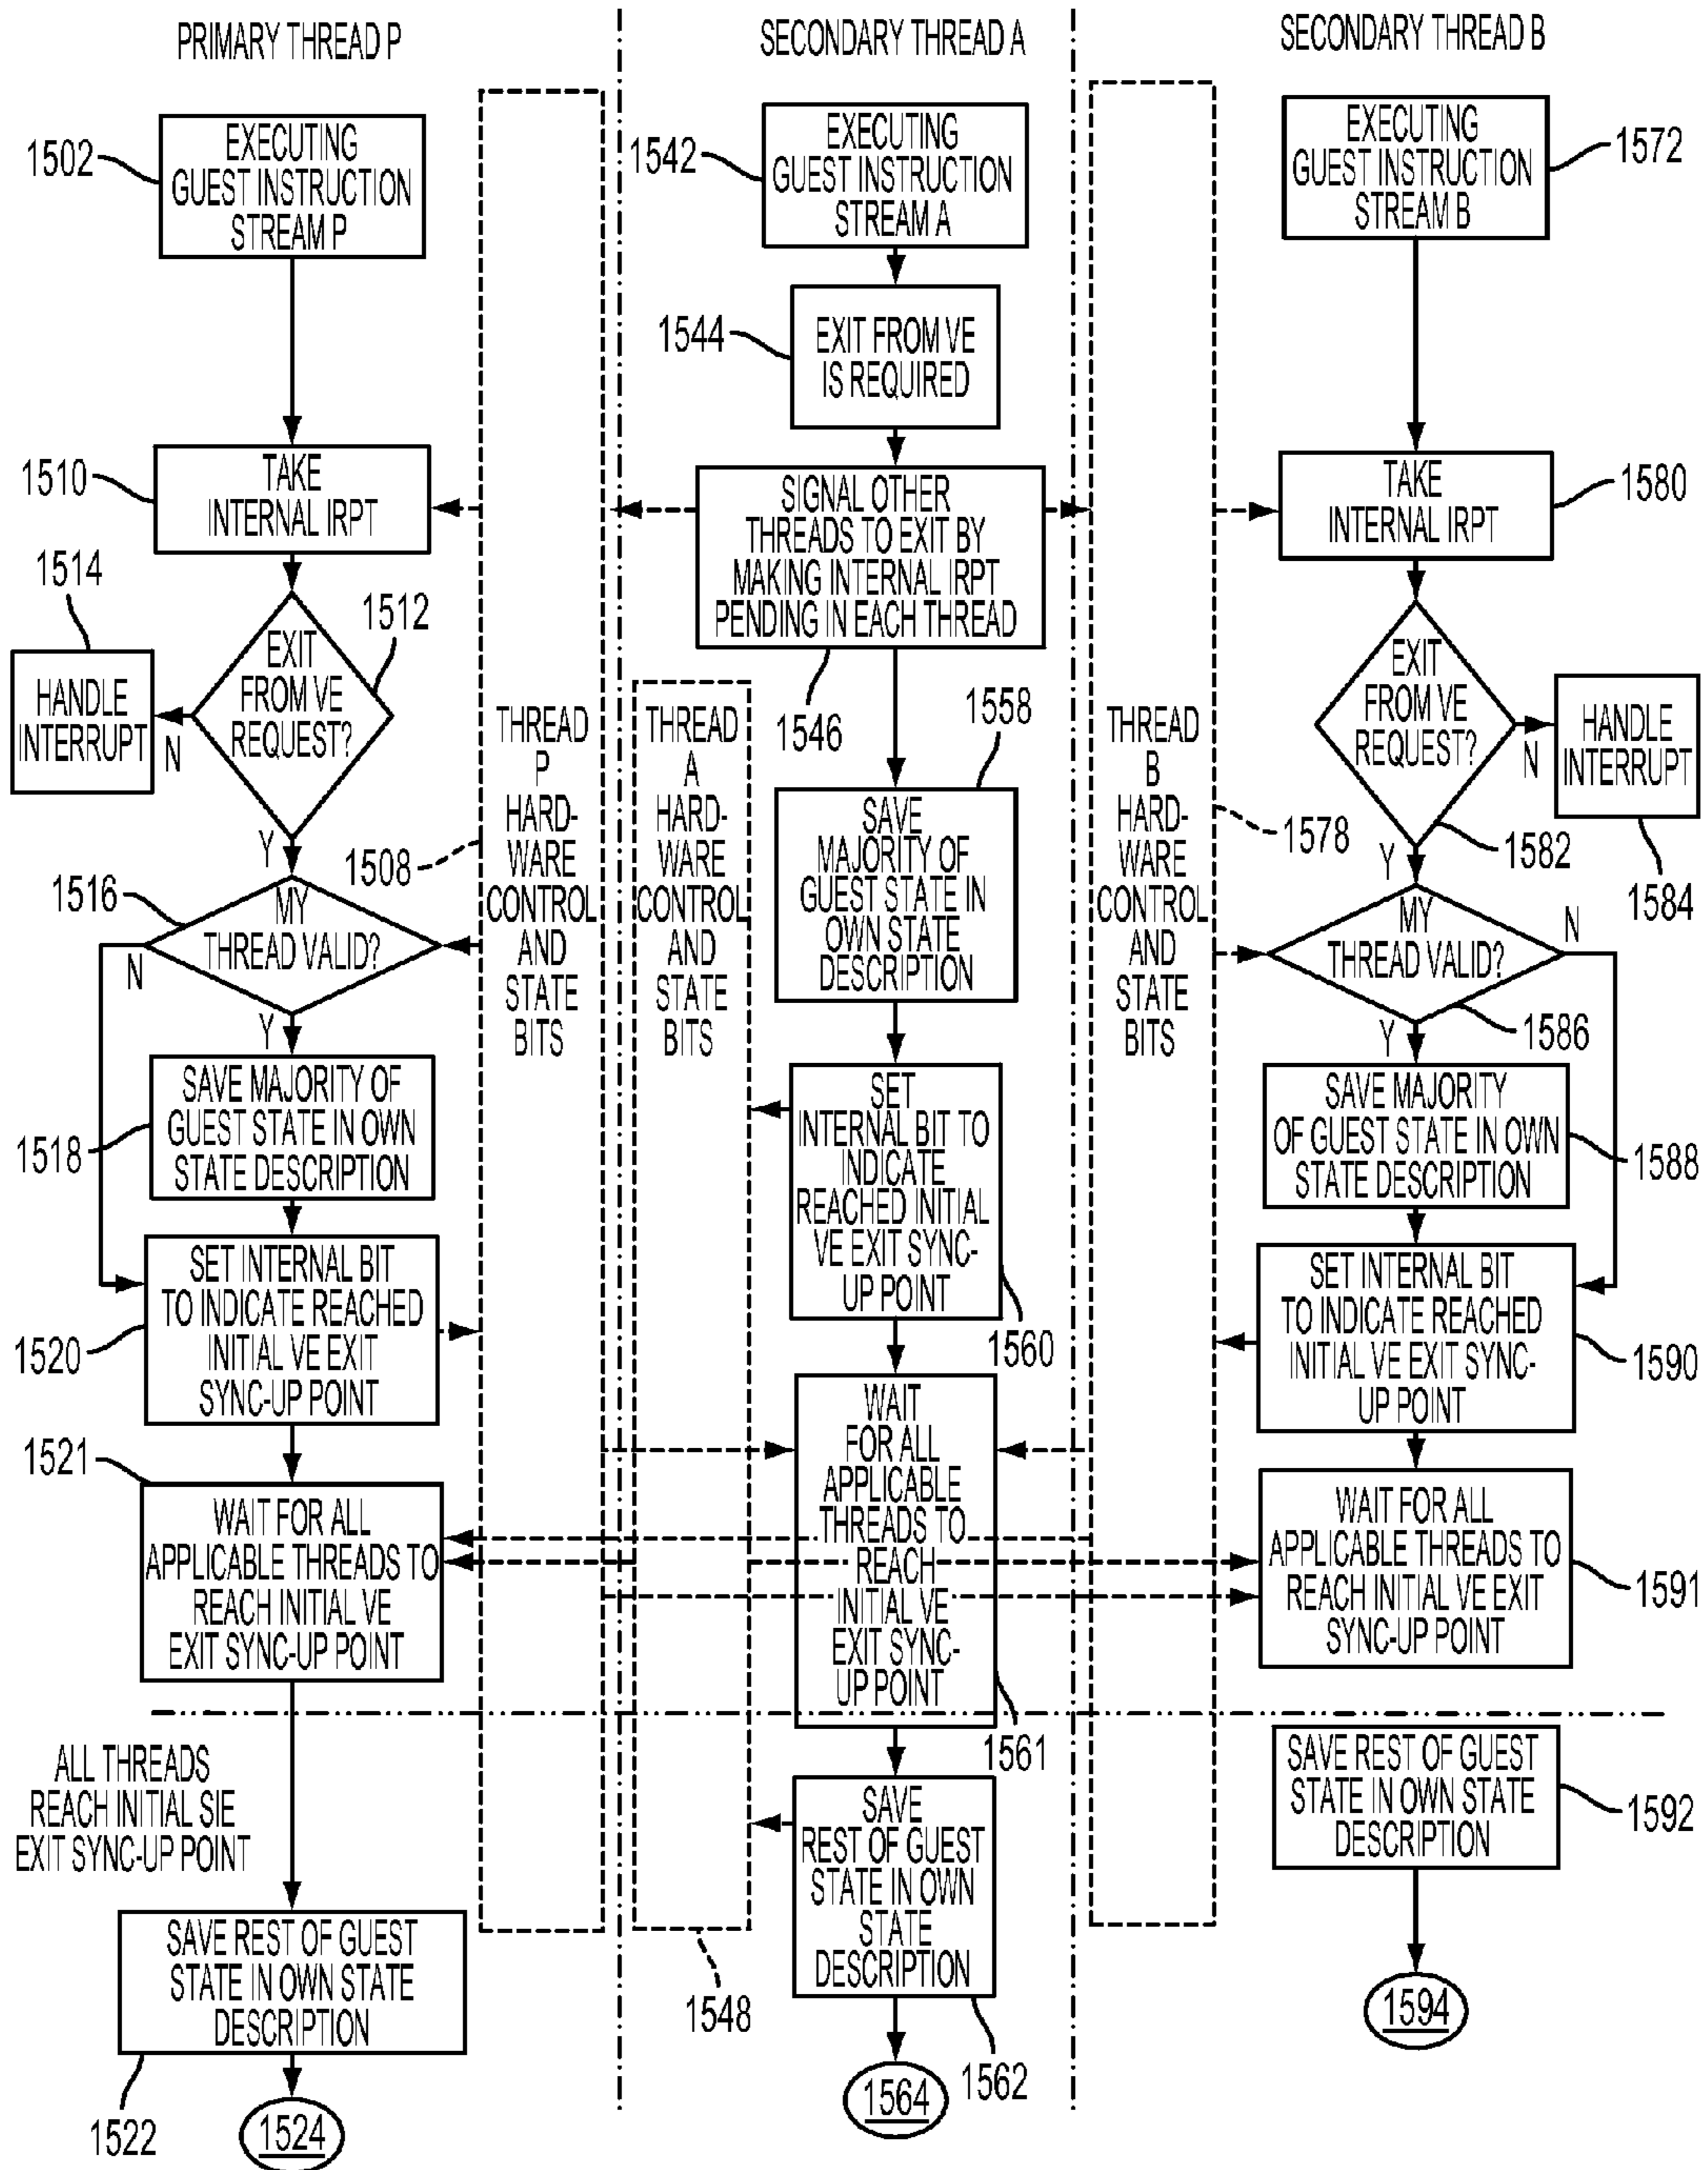 PRIMARY THREAD P
SECONDARY THREAD A
SECONDARY THREAD B
1502
EXECUTING
GUEST INSTRUCTION
STREAM P
1510
TAKE
INTERNAL IRPT
1514
HANDLE
INTERRUPT
1512
EXIT
FROM VE
REQUEST?
N
Y
1508
1516
MY
THREAD VALID?
N
Y
1518
SAVE MAJORITY OF
GUEST STATE IN OWN
STATE DESCRIPTION
1520
SET INTERNAL BIT
TO INDICATE REACHED
INITIAL VE EXIT
SYNC-UP POINT
1521
WAIT FOR ALL
APPLICABLE THREADS TO
REACH INITIAL VE
EXIT SYNC-UP POINT
ALL THREADS
REACH INITIAL SIE
EXIT SYNC-UP POINT
SAVE REST OF GUEST
STATE IN OWN STATE
DESCRIPTION
1522
1524
THREAD
P
HARD-
WARE
CONTROL
AND
STATE
BITS
1542
EXECUTING
GUEST INSTRUCTION
STREAM A
1544
EXIT FROM VE
IS REQUIRED
SIGNAL OTHER
THREADS TO EXIT BY
MAKING INTERNAL IRPT
PENDING IN EACH THREAD
1546
THREAD
A
HARD-
WARE
CONTROL
AND
STATE
BITS
1558
SAVE
MAJORITY OF
GUEST STATE IN
OWN STATE
DESCRIPTION
SET
INTERNAL BIT TO
INDICATE
REACHED INITIAL
VE EXIT SYNC-
UP POINT
1560
WAIT
FOR ALL
APPLICABLE
THREADS TO
REACH
INITIAL VE
EXIT SYNC-
UP POINT
1561
SAVE
REST OF GUEST
STATE IN OWN
STATE
DESCRIPTION
1548
1562
1564
THREAD
B
HARD-
WARE
CONTROL
AND
STATE
BITS
EXECUTING
GUEST INSTRUCTION
STREAM B
1572
TAKE
INTERNAL IRPT
1580
EXIT
FROM VE
REQUEST?
N
HANDLE
INTERRUPT
1578
1582
1584
Y
MY
THREAD VALID?
N
1586
Y
SAVE MAJORITY
OF GUEST STATE IN OWN
STATE DESCRIPTION
1588
SET INTERNAL BIT
TO INDICATE REACHED
INITIAL VE EXIT SYNC-
UP POINT
1590
WAIT FOR ALL
APPLICABLE THREADS TO
REACH INITIAL VE EXIT
SYNC-UP POINT
1591
SAVE REST OF GUEST
STATE IN OWN STATE
DESCRIPTION
1592
1594